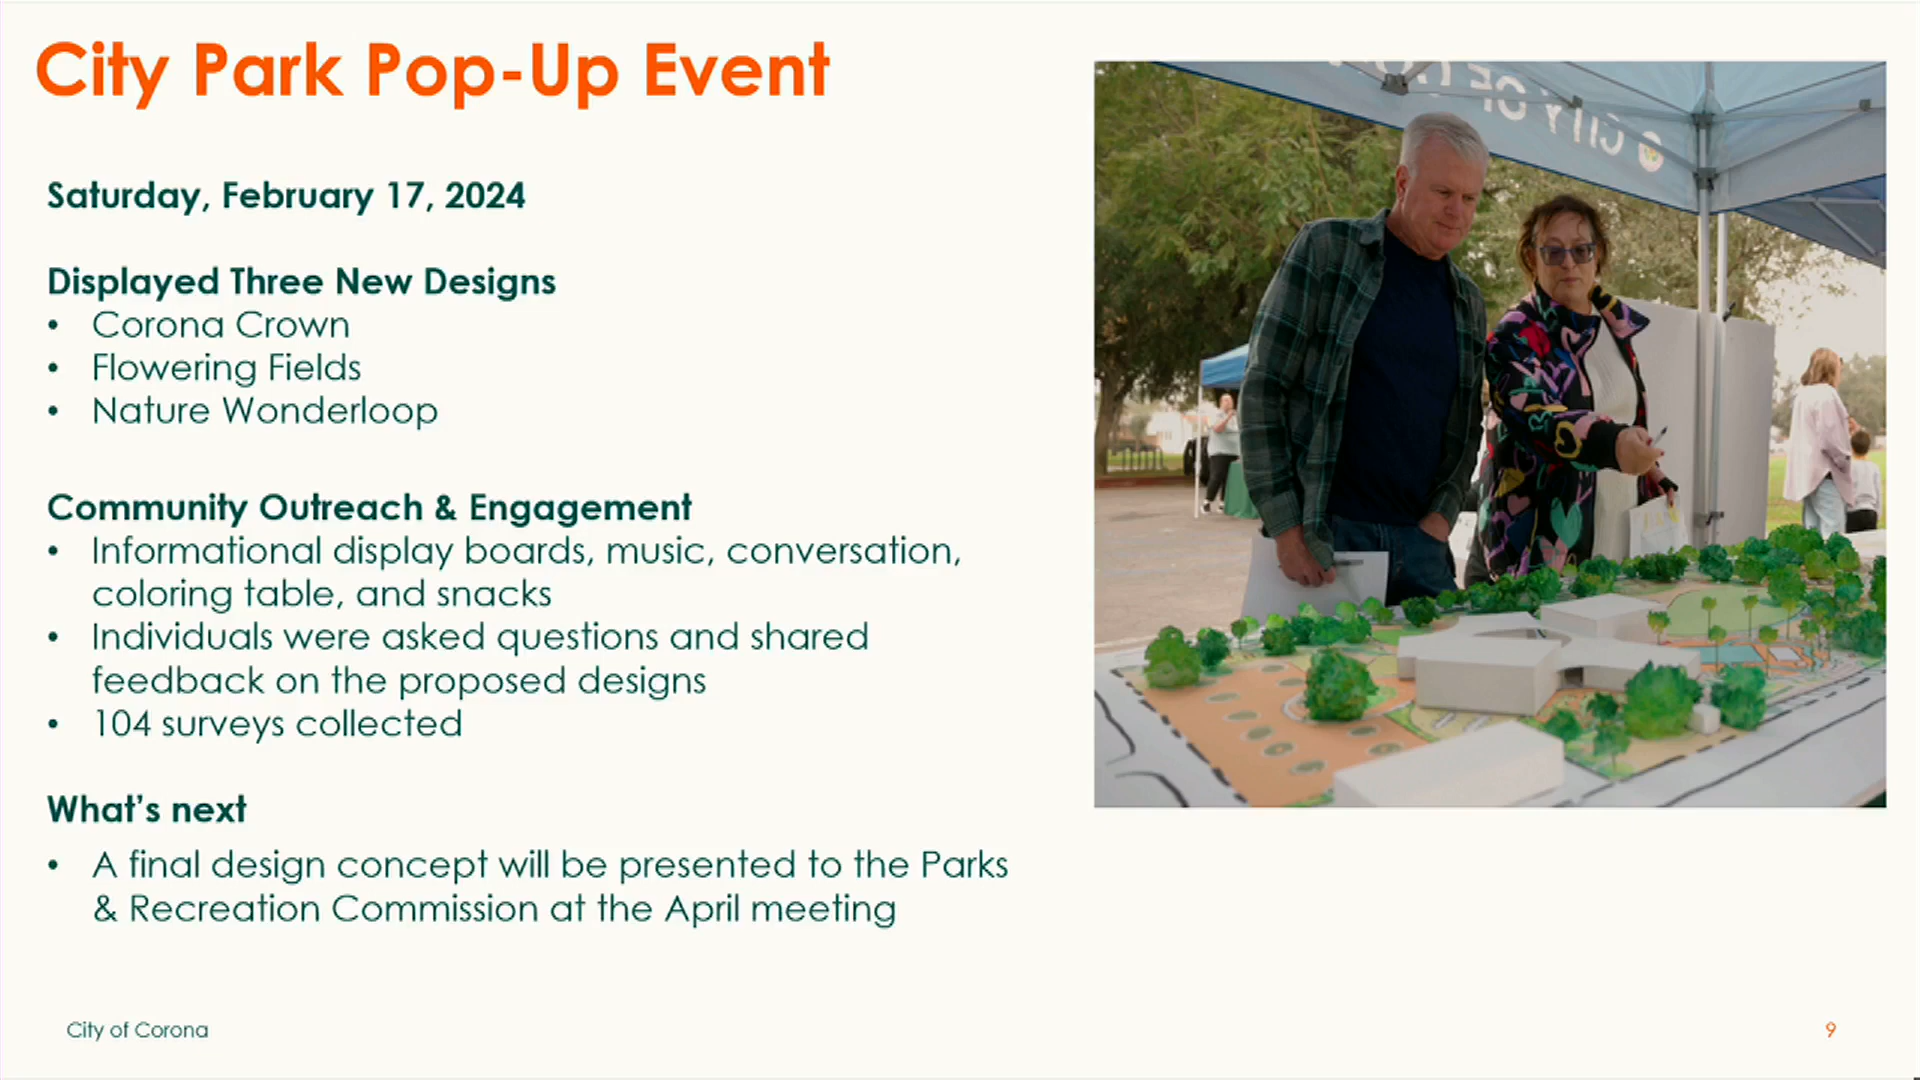 City Park Pop-Up Event
Saturday, February 17, 2024
Displayed Three New Designs
• Corona Crown
• Flowering Fields
• Nature Wonderloop
Community Outreach & Engagement
• Informational display boards, music, conversation,
coloring table, and snacks
• Individuals were asked questions and shared
feedback on the proposed designs
• 104 surveys collected
What's next
• A final design concept will be presented to the Parks
& Recreation Commission at the April meeting
CITY OF
City of Corona
9